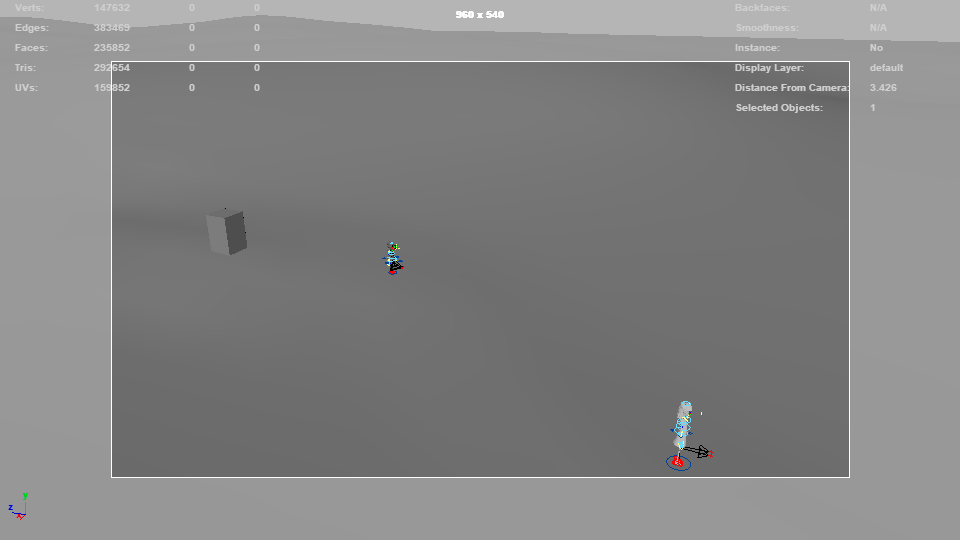 Verts: 147632 0 0
Edges: 383489 0 0
Faces: 235852 0 0
Tris: 292654 0 0
UVs: 159852 0 0
960 x 540
Backfaces: N/A
Smoothness: N/A
Instance: No
Display Layer: default
Distance From Camera: 3.426
Selected Objects: 1
y
z
x